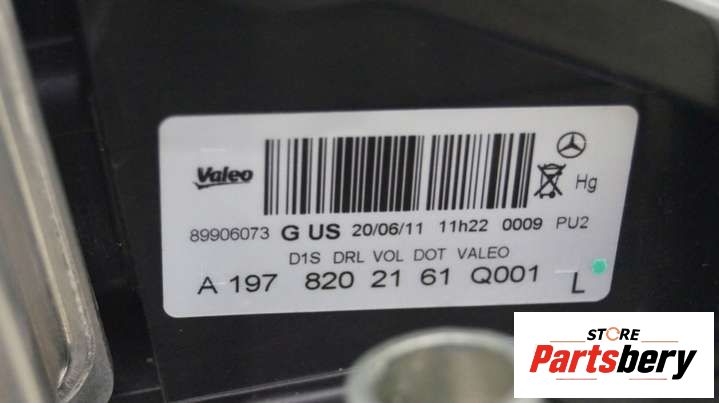 Valeo
Hg
89906073 G US 20/06/11 11h22 0009 PU2
D1S DRL VOL DOT VALEO
A 197 820 21 61 Q001 L
STORE
Partsbery